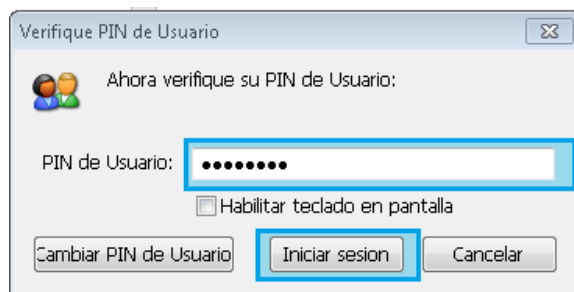 Verifique PIN de Usuario
Ahora verifique su PIN de Usuario:
PIN de Usuario: ••••••••
Habilitar teclado en pantalla
Cambiar PIN de Usuario Iniciar sesion Cancelar